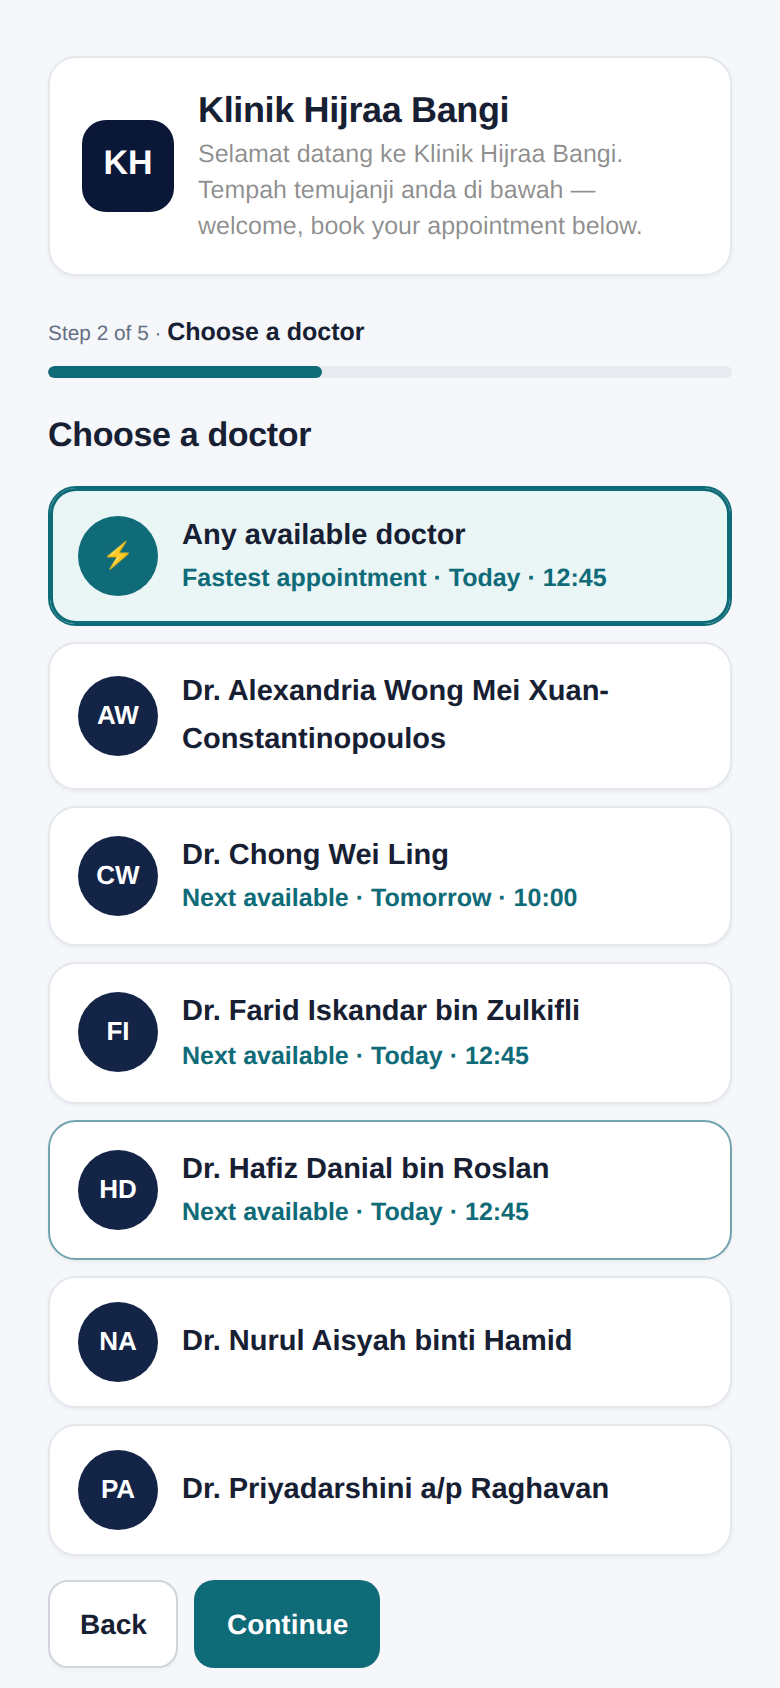 KH
Klinik Hijraa Bangi
Selamat datang ke Klinik Hijraa Bangi.
Tempah temujanji anda di bawah —
welcome, book your appointment below.
Step 2 of 5 · Choose a doctor
Choose a doctor
Any available doctor
Fastest appointment · Today · 12:45
AW
Dr. Alexandria Wong Mei Xuan-
Constantinopoulos
CW
Dr. Chong Wei Ling
Next available · Tomorrow · 10:00
FI
Dr. Farid Iskandar bin Zulkifli
Next available · Today · 12:45
HD
Dr. Hafiz Danial bin Roslan
Next available · Today · 12:45
NA
Dr. Nurul Aisyah binti Hamid
PA
Dr. Priyadarshini a/p Raghavan
Back
Continue